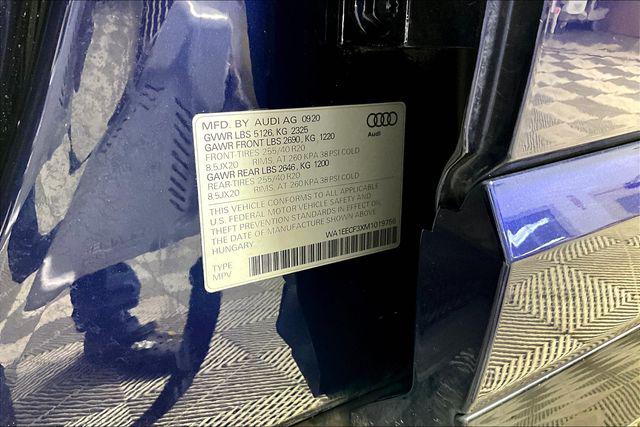 MFD. BY AUDI AG 0920
GVWR LBS 5126, KG 2325
GAWR FRONT LBS 2690, KG 1220
FRONT-TIRES 255/40 R20
8.5JX20 RIMS, AT 260 KPA 38 PSI COLD
GAWR REAR LBS 2646, KG 1200
REAR-TIRES 255/40 R20
8.5JX20 RIMS, AT 260 KPA 38 PSI COLD
THIS VEHICLE CONFORMS TO ALL APPLICABLE
U.S. FEDERAL MOTOR VEHICLE SAFETY AND
THEFT PREVENTION STANDARDS IN EFFECT ON
THE DATE OF MANUFACTURE SHOWN ABOVE
HUNGARY
WA1EECF3XM1019766
TYPE
MPV
Audi